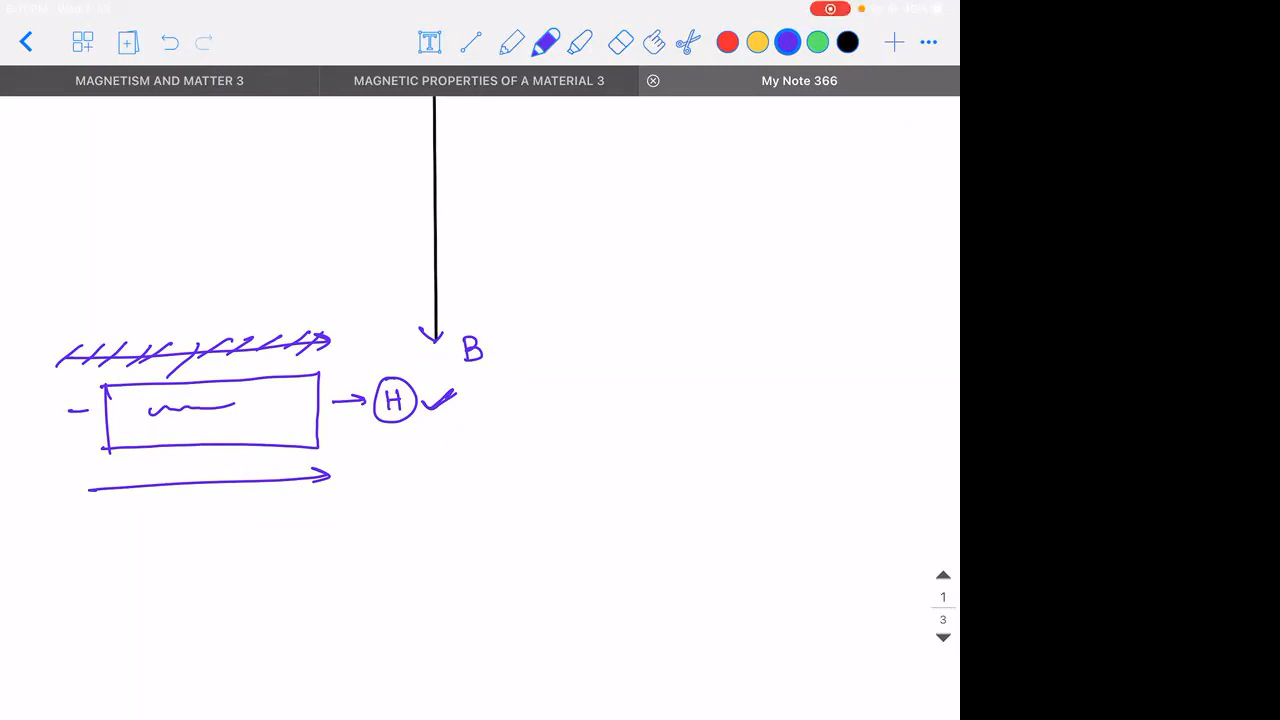 MAGNETISM AND MATTER 3
MAGNETIC PROPERTIES OF A MATERIAL 3
My Note 366
B
H
1
3